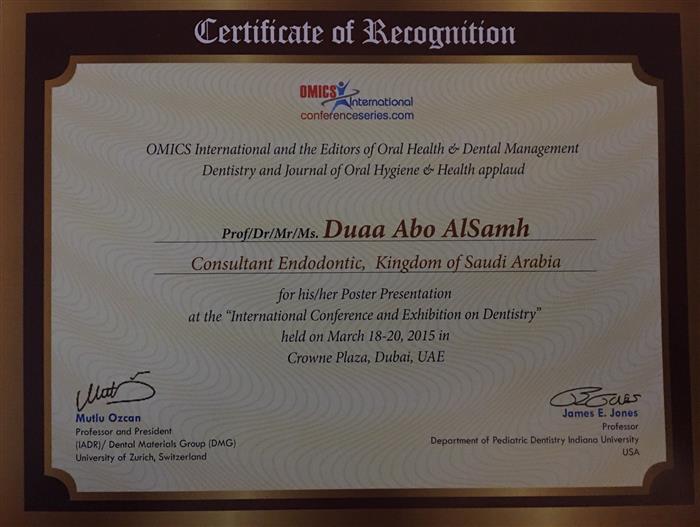 Certificate of Recognition
OMICS International
conferenceseries.com
OMICS International and the Editors of Oral Health & Dental Management
Dentistry and Journal of Oral Hygiene & Health applaud
Prof/Dr/Mr/Ms. Duaa Abo AlSamh
Consultant Endodontic, Kingdom of Saudi Arabia
for his/her Poster Presentation
at the “International Conference and Exhibition on Dentistry”
held on March 18-20, 2015 in
Crowne Plaza, Dubai, UAE
Mutlu Ozcan
Professor and President
(IADR)/ Dental Materials Group (DMG)
University of Zurich, Switzerland
James E. Jones
Professor
Department of Pediatric Dentistry Indiana University
USA